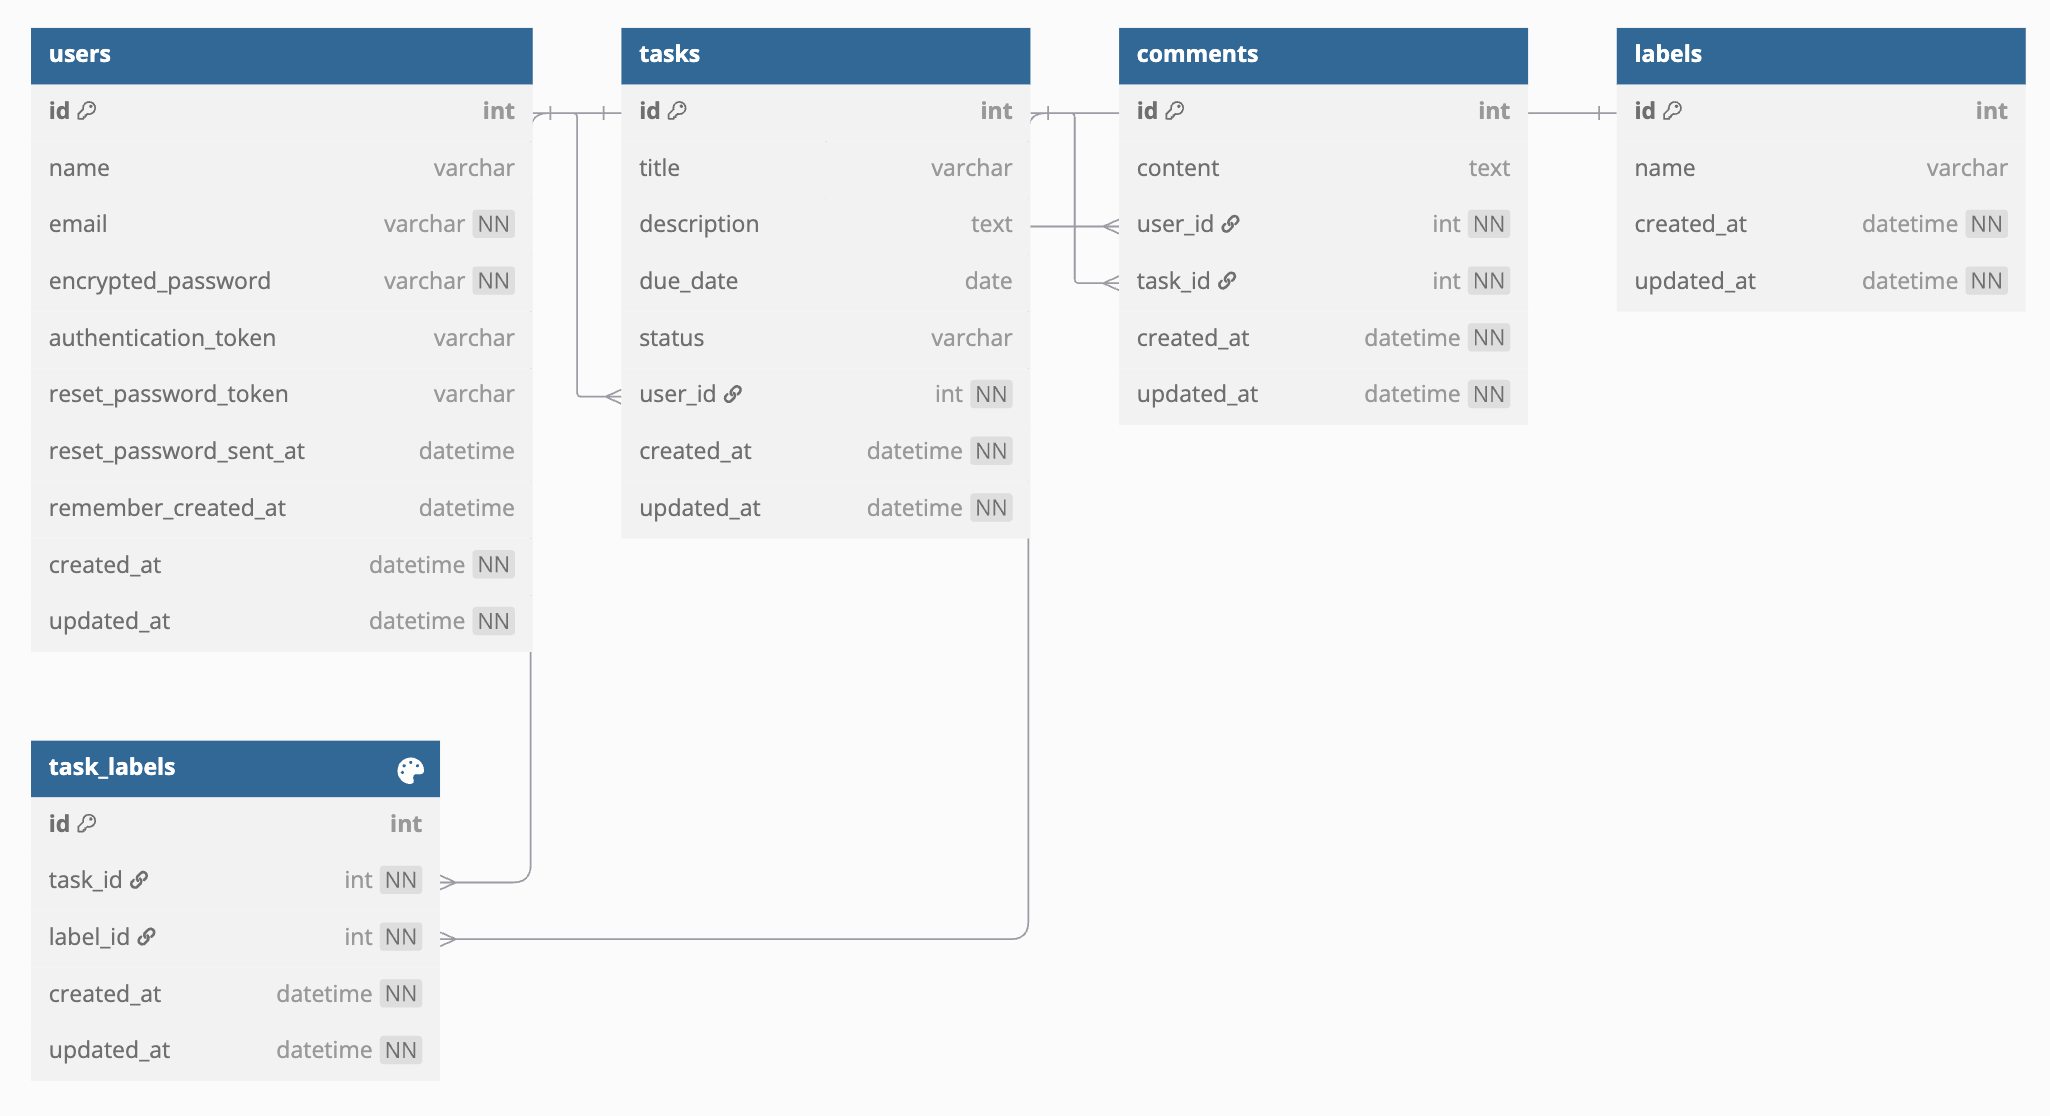 users
id int
name varchar
email varchar NN
encrypted_password varchar NN
authentication_token varchar
reset_password_token varchar
reset_password_sent_at datetime
remember_created_at datetime
created_at datetime NN
updated_at datetime NN
tasks
id int
title varchar
description text
due_date date
status varchar
user_id int NN
created_at datetime NN
updated_at datetime NN
comments
id int
content text
user_id int NN
task_id int NN
created_at datetime NN
updated_at datetime NN
labels
id int
name varchar
created_at datetime NN
updated_at datetime NN
task_labels
id int
task_id int NN
label_id int NN
created_at datetime NN
updated_at datetime NN